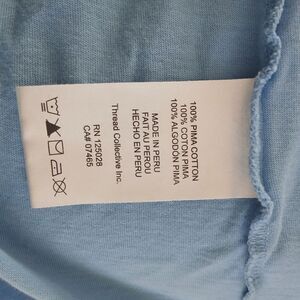 100% PIMA COTTON
100% COTON PIMA
100% ALGODÓN PIMA
MADE IN PERU
FAIT AU PEROU
HECHO EN PERU
Thread Collective Inc.
RN 125028
CA# 07465